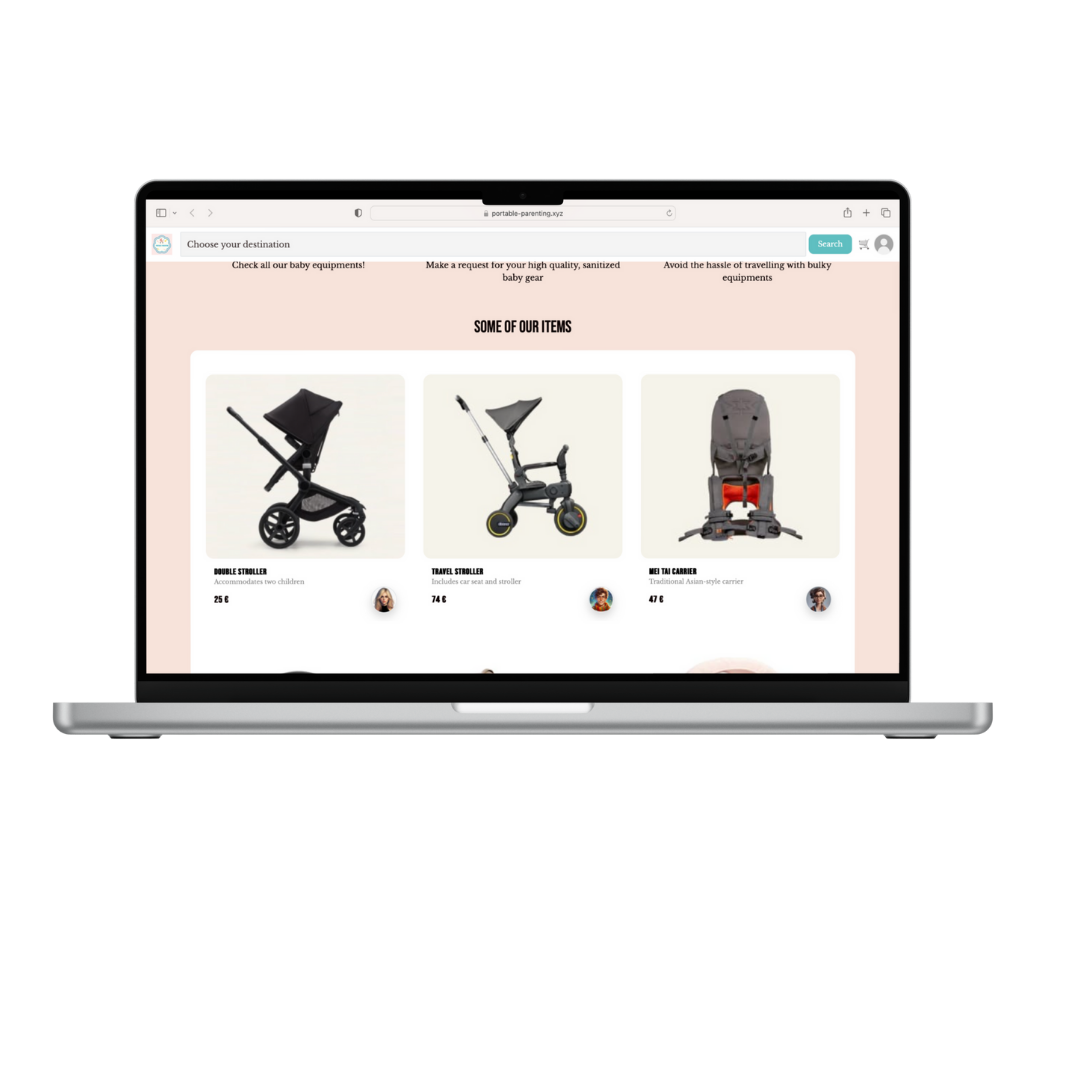 portable-parenting.xyz
Choose your destination
Search
Check all our baby equipments!
Make a request for your high quality, sanitized
baby gear
Avoid the hassle of travelling with bulky
equipments
SOME OF OUR ITEMS
DOUBLE STROLLER
Accommodates two children
25 €
TRAVEL STROLLER
Includes car seat and stroller
74 €
MEI TAI CARRIER
Traditional Asian-style carrier
47 €